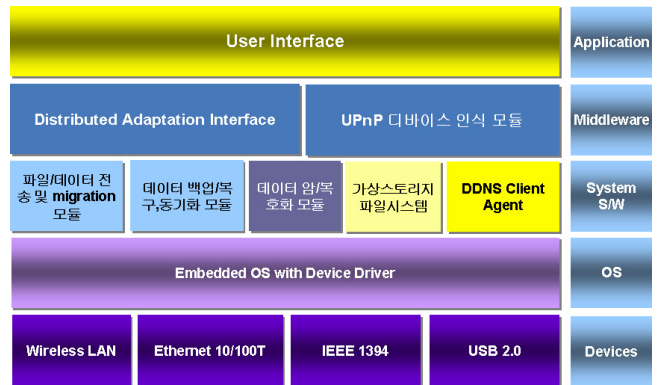 User Interface
Application
Distributed Adaptation Interface
UPnP 디바이스 인식 모듈
Middleware
파일/데이터 전
송 및 migration
모듈
데이터 백업/복
구,동기화 모듈
데이터 암/복
호화 모듈
가상스토리지
파일시스템
DDNS Client
Agent
System
S/W
Embedded OS with Device Driver
OS
Wireless LAN
Ethernet 10/100T
IEEE 1394
USB 2.0
Devices